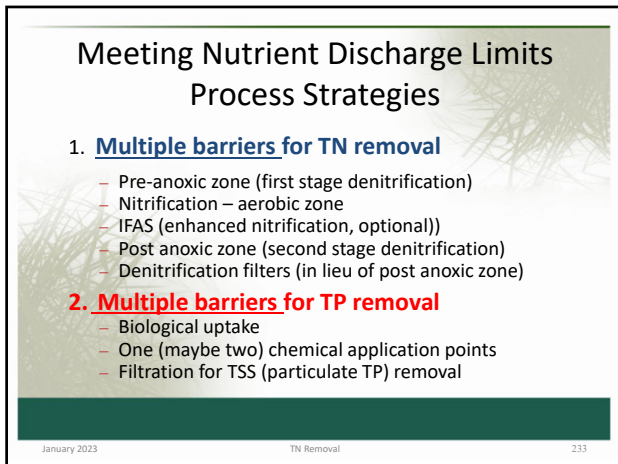 Meeting Nutrient Discharge Limits
Process Strategies
1. Multiple barriers for TN removal
– Pre-anoxic zone (first stage denitrification)
– Nitrification – aerobic zone
– IFAS (enhanced nitrification, optional))
– Post anoxic zone (second stage denitrification)
– Denitrification filters (in lieu of post anoxic zone)
2. Multiple barriers for TP removal
– Biological uptake
– One (maybe two) chemical application points
– Filtration for TSS (particulate TP) removal
January 2023 TN Removal 233